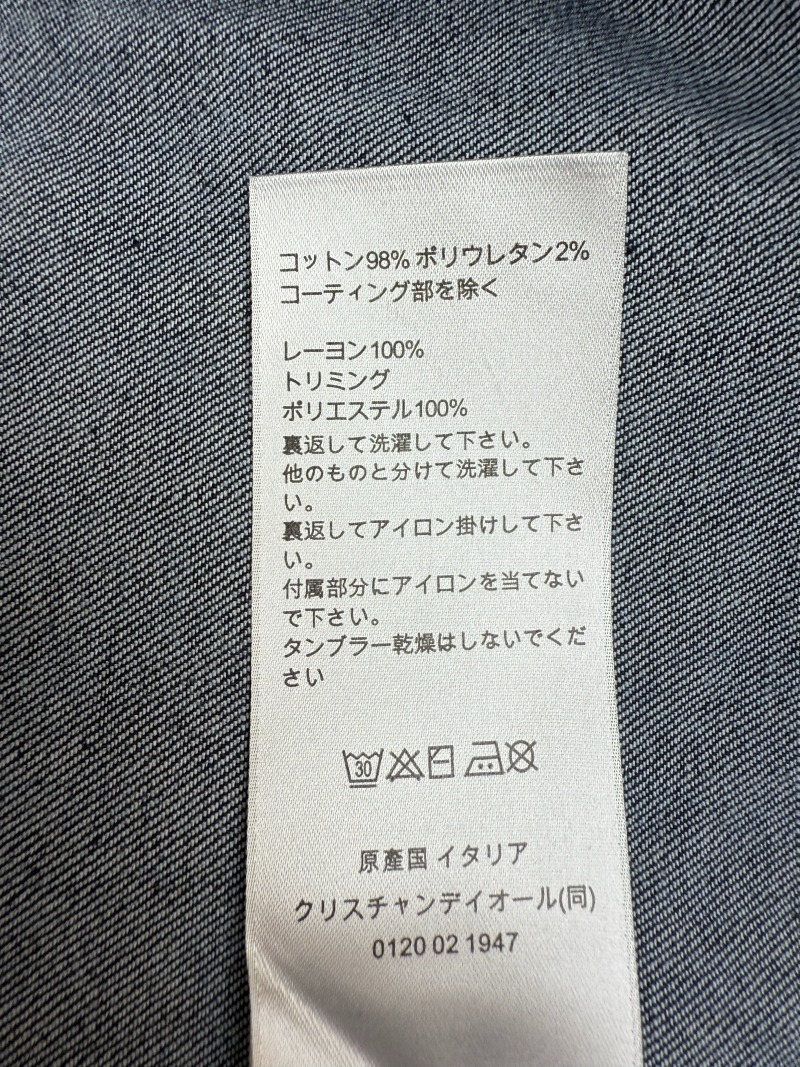 コットン98% ポリウレタン2%
コーティング部を除く
レーヨン100%
トリミング
ポリエステル100%
裏返して洗濯して下さい。
他のものと分けて洗濯して下さ
い。
裏返してアイロン掛けして下さ
い。
付属部分にアイロンを当てない
で下さい。
タンブラー乾燥はしないでくだ
さい
30
原產国 イタリア
クリスチャンデイオール(同)
0120 02 1947